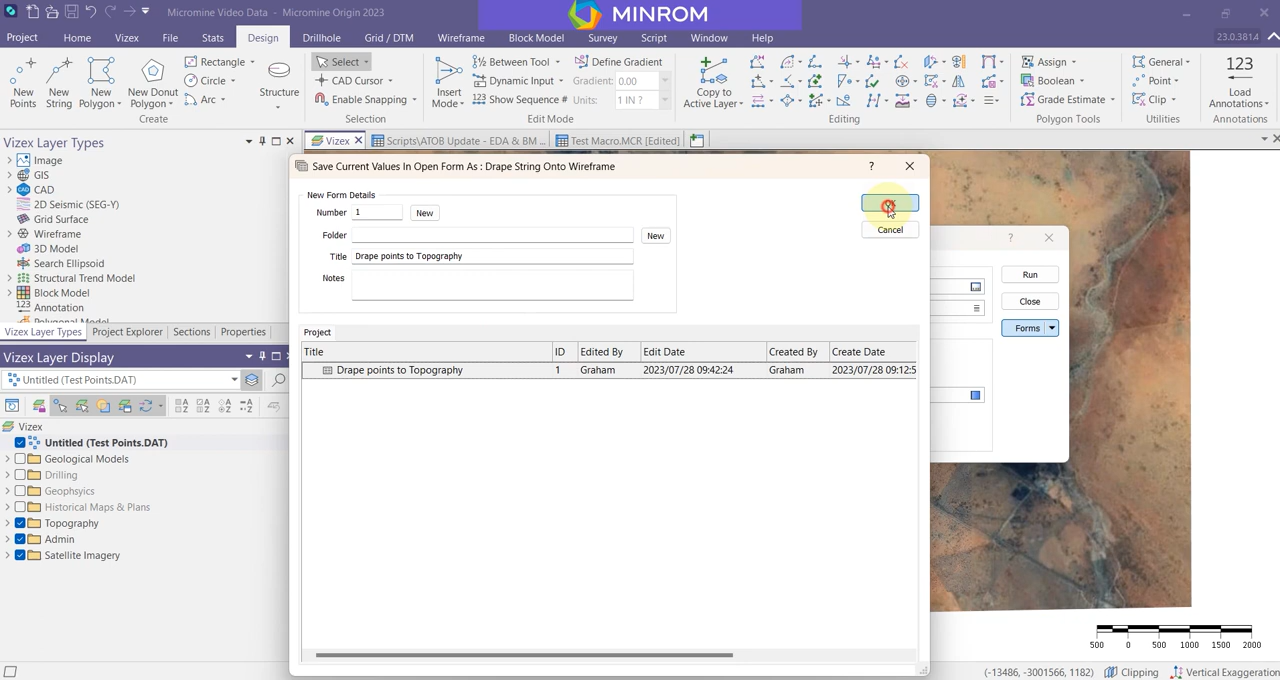 Micromine Video Data - Micromine Origin 2023
MINROM
Project Home Vizex File Stats Design Drillhole Grid / DTM Wireframe Block Model Survey Script Window Help 23.0.381.4
New Points
New String
New Polygon
New Donut Polygon
Rectangle
Circle
Arc
Structure
Create
Select
CAD Cursor
Enable Snapping
Selection
Insert Mode
Between Tool
Dynamic Input
Show Sequence #
Define Gradient
Gradient: 0.00
Units: 1 IN ?
Edit Mode
Copy to Active Layer
Editing
Assign
Boolean
Grade Estimate
Polygon Tools
General
Point
Clip
Utilities
123
Load Annotations
Annotations
Vizex Layer Types
Image
GIS
CAD
2D Seismic (SEG-Y)
Grid Surface
Wireframe
3D Model
Search Ellipsoid
Structural Trend Model
Block Model
123 Annotation
Vizex Layer Types Project Explorer Sections Properties
Vizex Layer Display
Untitled (Test Points.DAT)
Vizex
Untitled (Test Points.DAT)
Geological Models
Drilling
Geophsyics
Historical Maps & Plans
Topography
Admin
Satellite Imagery
Vizex Scripts\ATOB Update - EDA & BM ... Test Macro.MCR [Edited]
Save Current Values In Open Form As : Drape String Onto Wireframe
?
New Form Details
Number 1 New
Folder New
Title Drape points to Topography
Notes
Cancel
Project
Title ID Edited By Edit Date Created By Create Date
Drape points to Topography 1 Graham 2023/07/28 09:42:24 Graham 2023/07/28 09:12:5
?
Run
Close
Forms
500 0 500 1000 1500 2000
(-13486, -3001566, 1182) Clipping Vertical Exaggeration